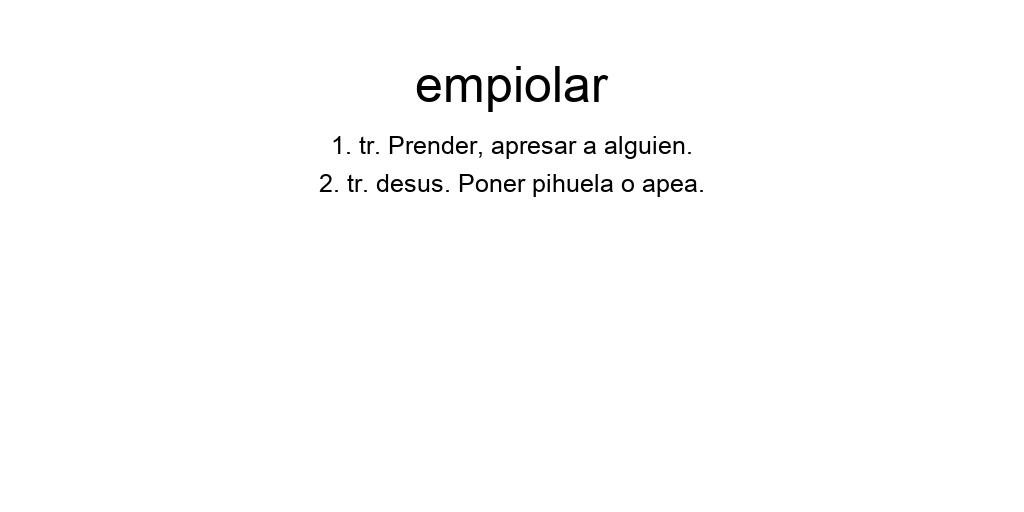 empiolar
1. tr. Prender, apresar a alguien.
2. tr. desus. Poner pihuela o apea.